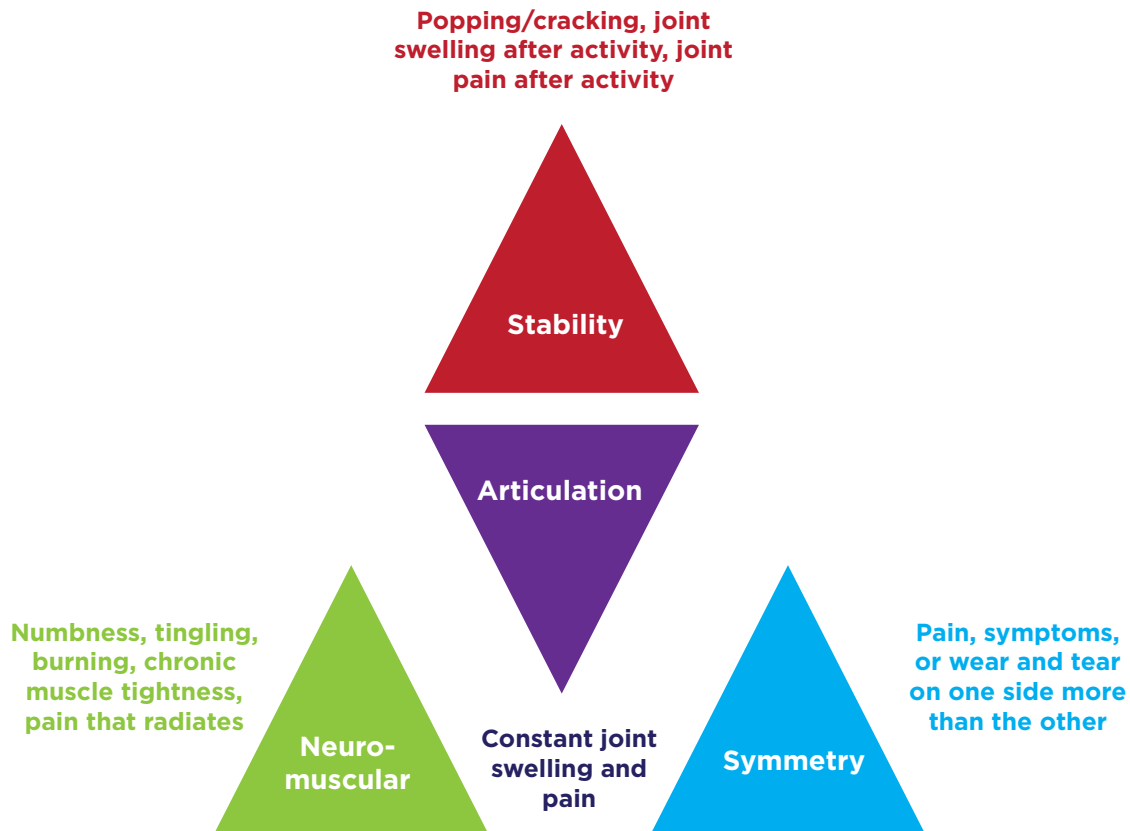 Popping/cracking, joint
swelling after activity, joint
pain after activity
Stability
Articulation
Numbness, tingling,
burning, chronic
muscle tightness,
pain that radiates
Neuro-
muscular
Constant joint
swelling and
pain
Symmetry
Pain, symptoms,
or wear and tear
on one side more
than the other